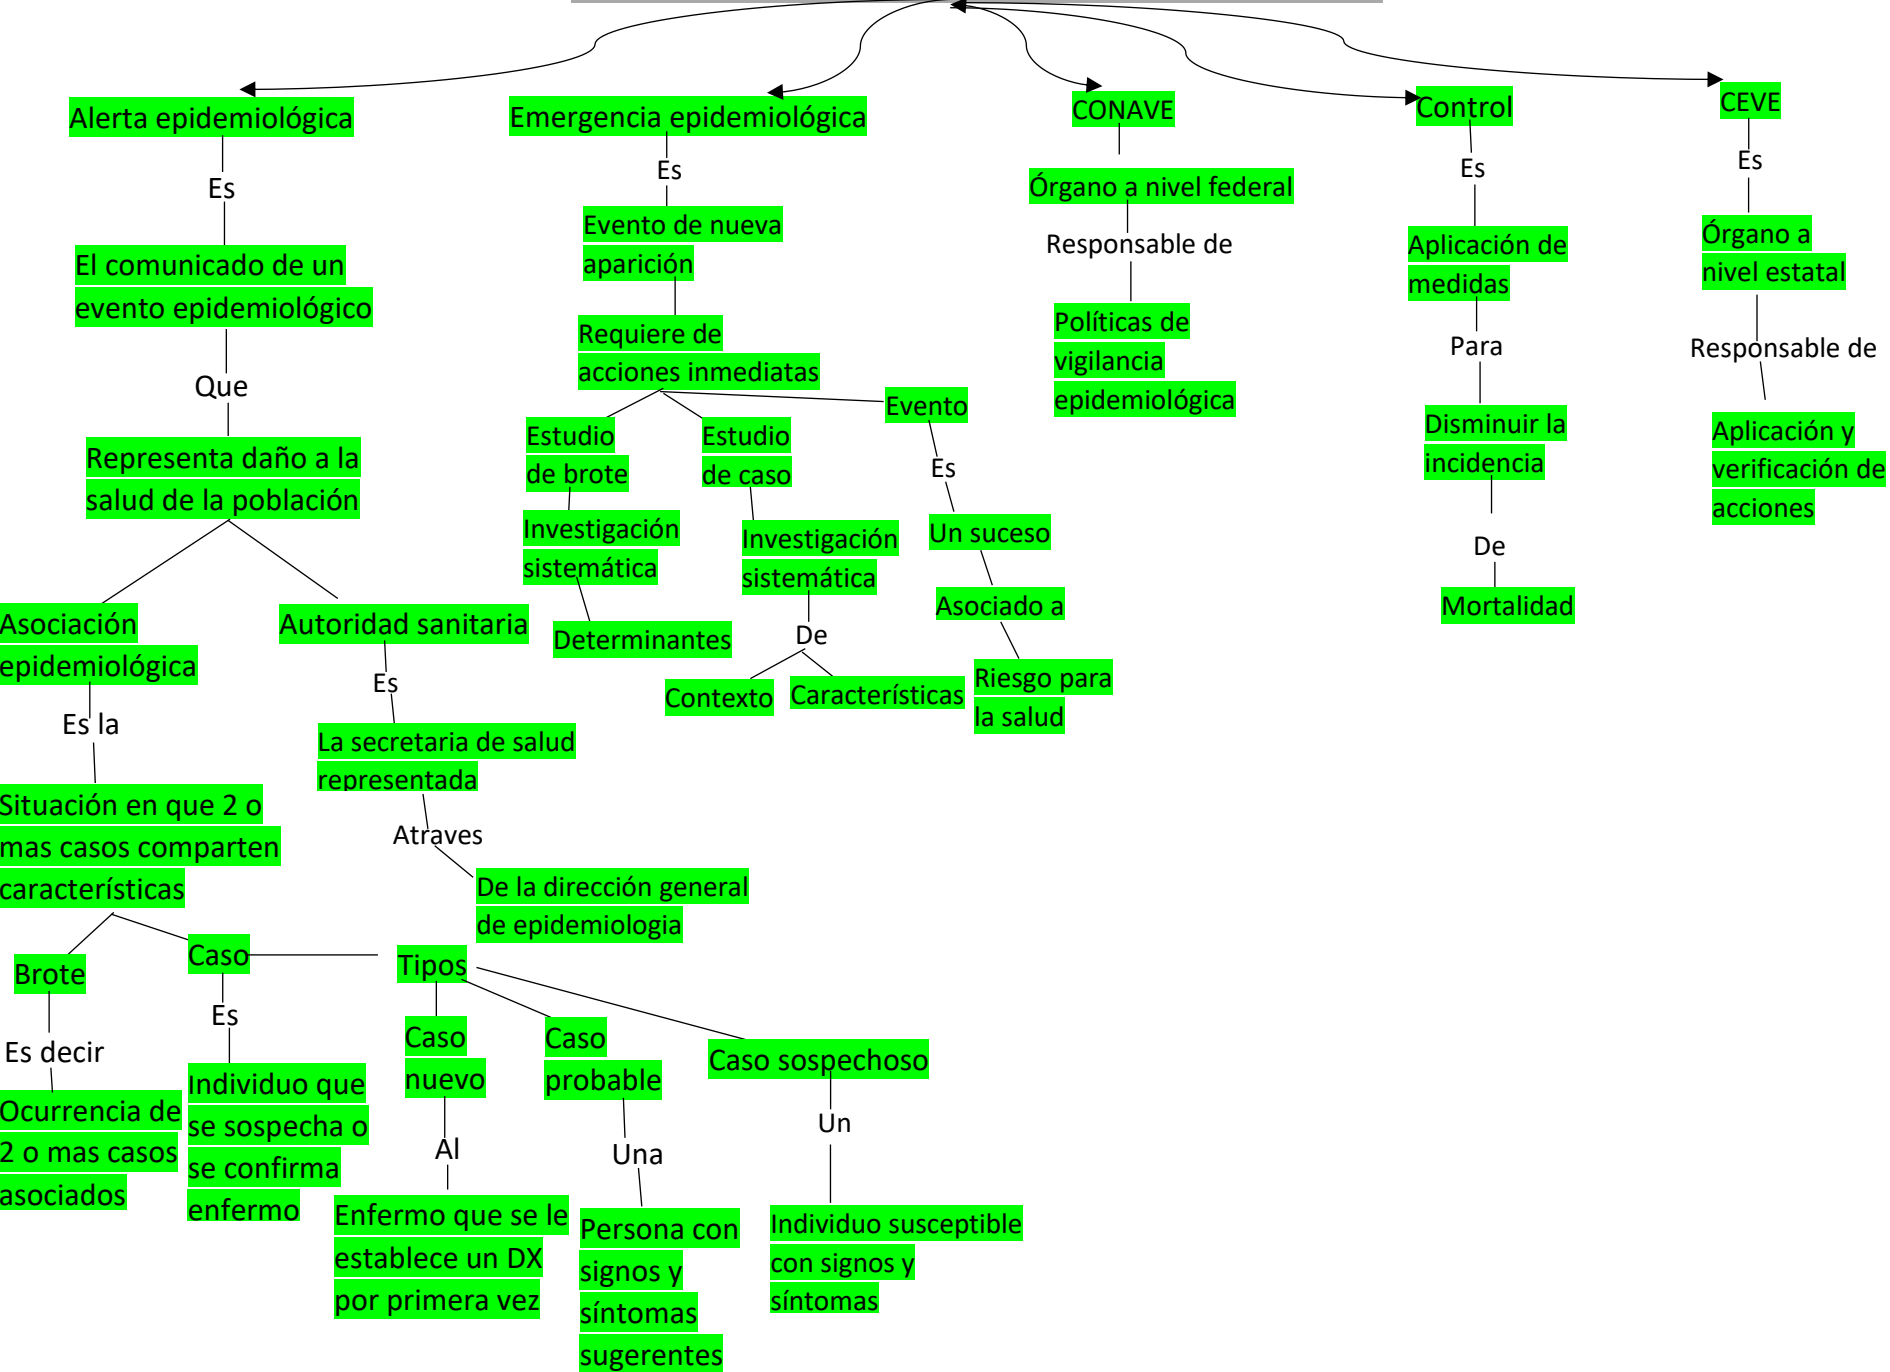 Alerta epidemiológica
Es
El comunicado de un
evento epidemiológico
Que
Representa daño a la
salud de la población
Asociación
epidemiológica
Es la
Situación en que 2 o
mas casos comparten
características
Brote
Es decir
Ocurrencia de
2 o mas casos
asociados
Caso
Es
Individuo que
se sospecha o
se confirma
enfermo
Tipos
Caso
nuevo
Al
Enfermo que se le
establece un DX
por primera vez
Caso
probable
Una
Persona con
signos y
síntomas
sugerentes
Caso sospechoso
Un
Individuo susceptible
con signos y
síntomas
Autoridad sanitaria
Es
La secretaria de salud
representada
Atraves
De la dirección general
de epidemiologia
Emergencia epidemiológica
Es
Evento de nueva
aparición
Requiere de
acciones inmediatas
Estudio
de brote
Investigación
sistemática
Determinantes
Estudio
de caso
Investigación
sistemática
De
Contexto
Características
Evento
Es
Un suceso
Asociado a
Riesgo para
la salud
CONAVE
Órgano a nivel federal
Responsable de
Políticas de
vigilancia
epidemiológica
Control
Es
Aplicación de
medidas
Para
Disminuir la
incidencia
De
Mortalidad
CEVE
Es
Órgano a
nivel estatal
Responsable de
Aplicación y
verificación de
acciones